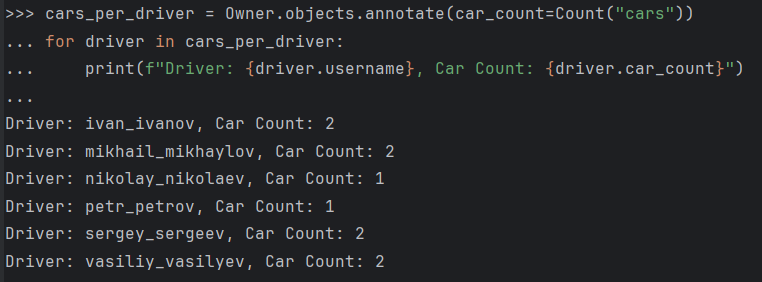 >>> cars_per_driver = Owner.objects.annotate(car_count=Count("cars"))
... for driver in cars_per_driver:
...     print(f"Driver: {driver.username}, Car Count: {driver.car_count}")
...
Driver: ivan_ivanov, Car Count: 2
Driver: mikhail_mikhaylov, Car Count: 2
Driver: nikolay_nikolaev, Car Count: 1
Driver: petr_petrov, Car Count: 1
Driver: sergey_sergeev, Car Count: 2
Driver: vasiliy_vasilyev, Car Count: 2